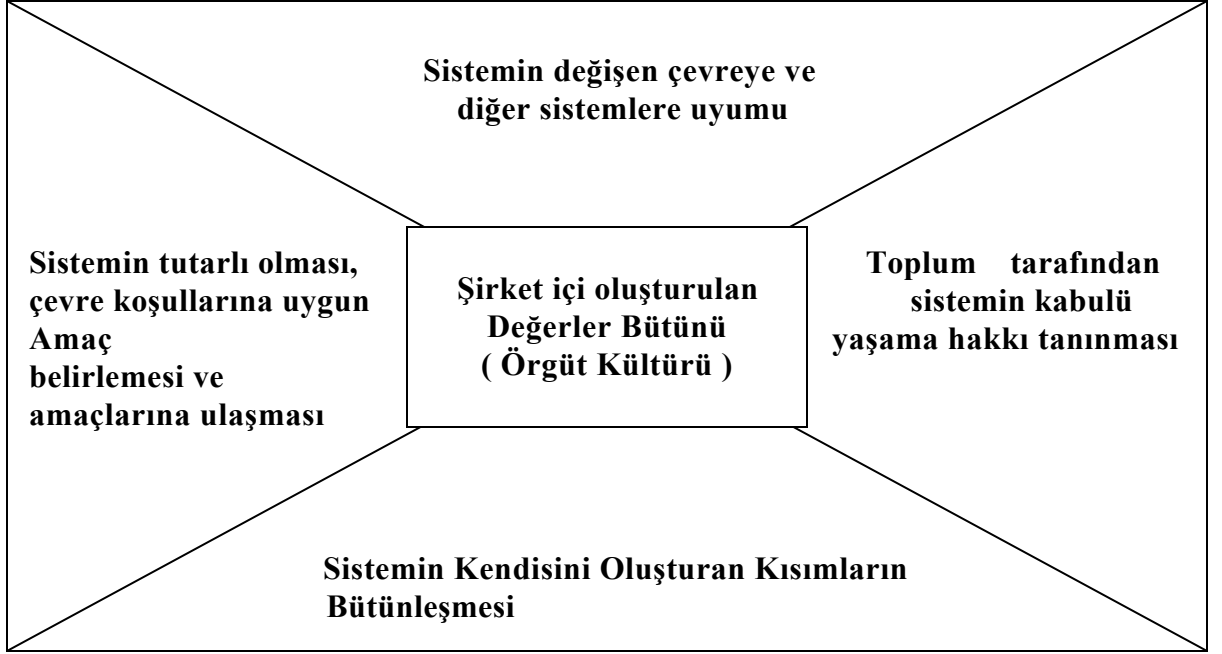 Sistemin değişen çevreye ve
diğer sistemlere uyumu
Sistemin tutarlı olması,
çevre koşullarına uygun
Amaç
belirlemesi ve
amaçlarına ulaşması
Şirket içi oluşturulan
Değerler Bütünü
( Örgüt Kültürü )
Toplum tarafından
sistemin kabulü
yaşama hakkı tanınması
Sistemin Kendisini Oluşturan Kısımların
Bütünleşmesi